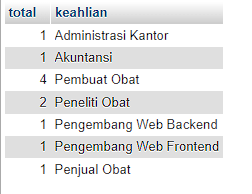 total keahlian
1 Administrasi Kantor
1 Akuntansi
4 Pembuat Obat
2 Peneliti Obat
1 Pengembang Web Backend
1 Pengembang Web Frontend
1 Penjual Obat